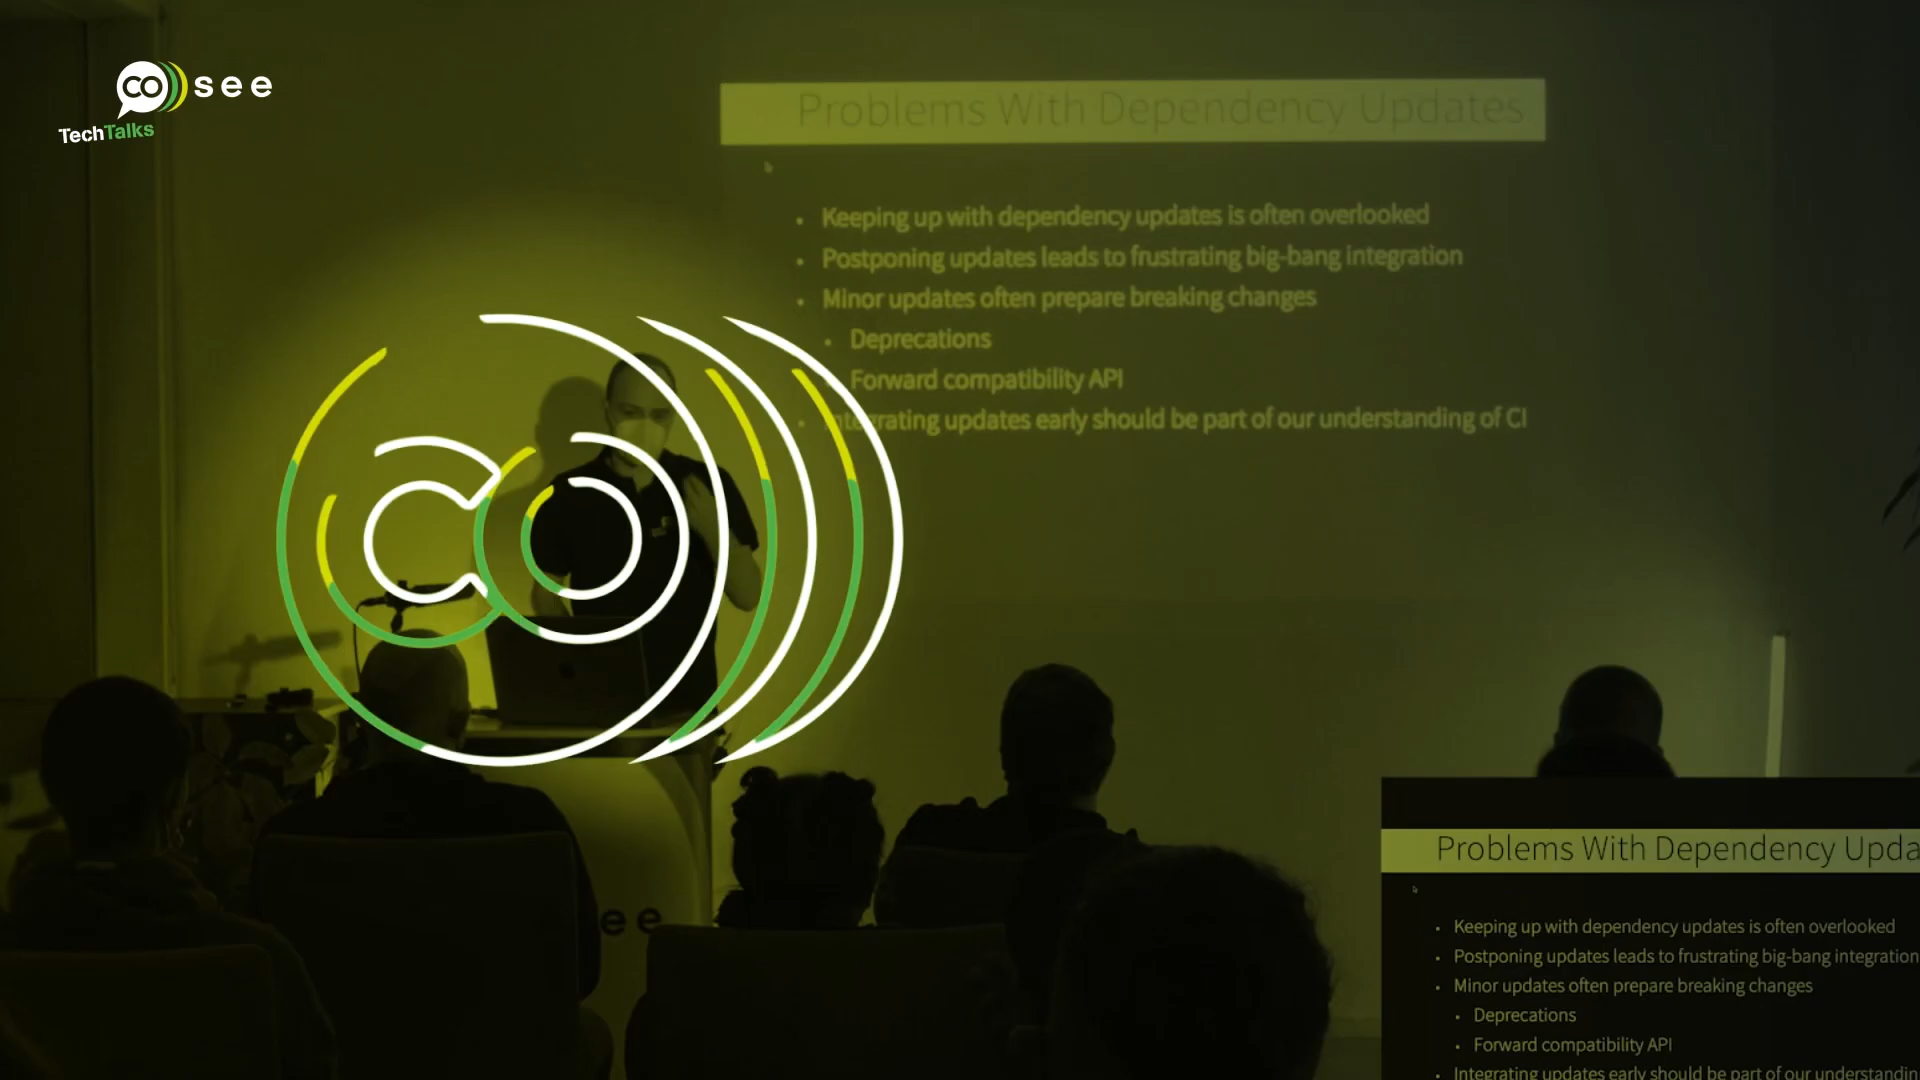 co see
TechTalks
Problems With Dependency Updates
Keeping up with dependency updates is often overlooked
Postponing updates leads to frustrating big-bang integration
Minor updates often prepare breaking changes
Deprecations
Forward compatibility API
Integrating updates early should be part of our understanding of CI
co
ee
Problems With Dependency Upda
Keeping up with dependency updates is often overlooked
Postponing updates leads to frustrating big-bang integration
Minor updates often prepare breaking changes
Deprecations
Forward compatibility API
Integrating updates early should be part of our understandin